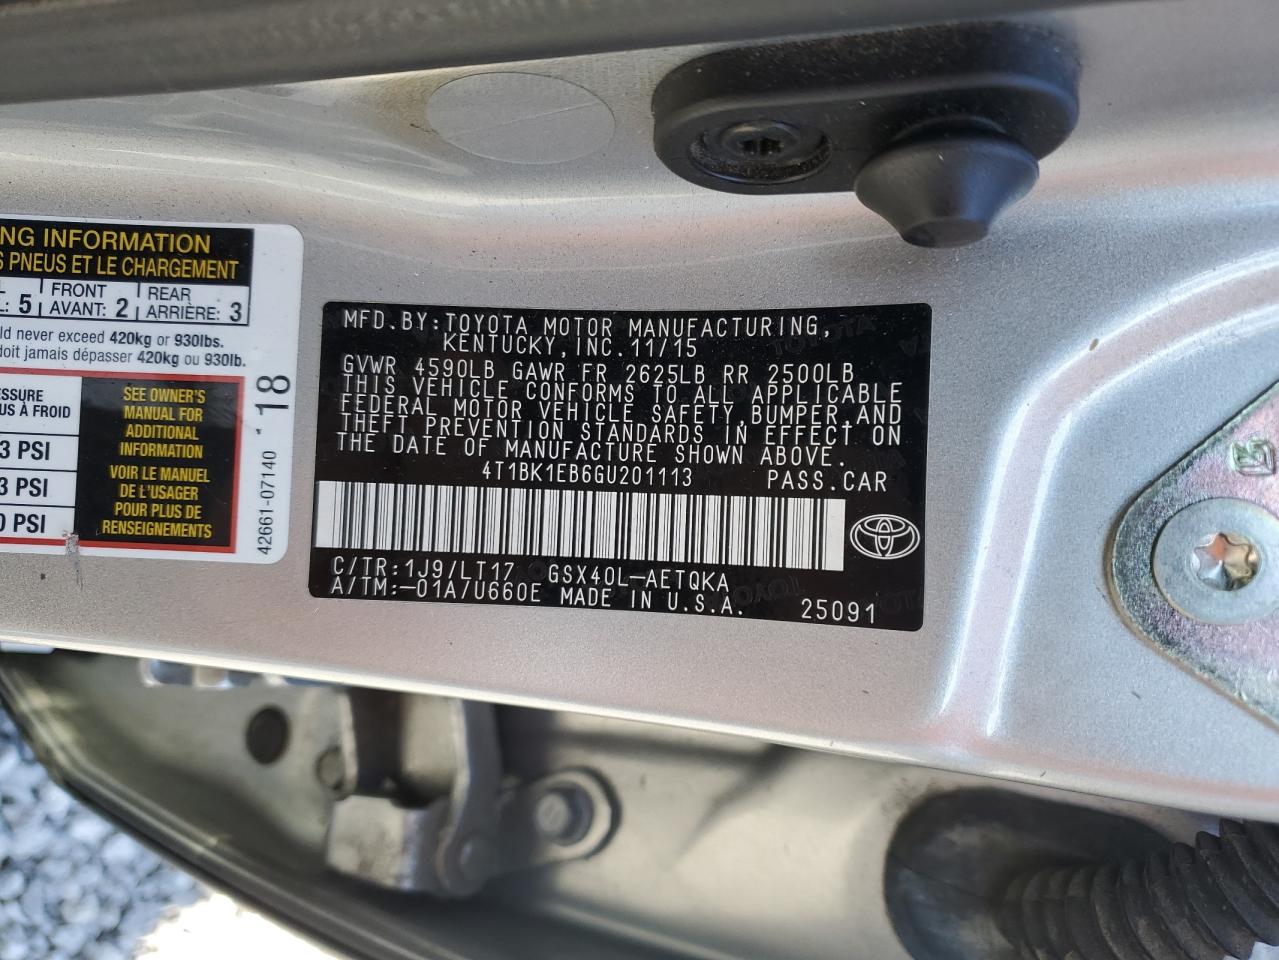 NG INFORMATION
S PNEUS ET LE CHARGEMENT
5 FRONT AVANT: 2 REAR ARRIÈRE: 3
ld never exceed 420kg or 930lbs.
doit jamais dépasser 420kg ou 930lb.
ESSURE
US À FROID
3 PSI
3 PSI
0 PSI
SEE OWNER'S
MANUAL FOR
ADDITIONAL
INFORMATION
VOIR LE MANUEL
DE L'USAGER
POUR PLUS DE
RENSEIGNEMENTS
42661-07140
18
MFD.BY:TOYOTA MOTOR MANUFACTURING,
KENTUCKY,INC.11/15
GVWR 4590LB GAWR FR 2625LB RR 2500LB
THIS VEHICLE CONFORMS TO ALL APPLICABLE
FEDERAL MOTOR VEHICLE SAFETY,BUMPER,AND
THEFT PREVENTION STANDARDS IN EFFECT ON
THE DATE OF MANUFACTURE SHOWN ABOVE.
4T1BK1EB6GU201113 PASS.CAR
C/TR:1J9/LT17 GSX40L-AETQKA
A/TM:-01A/U660E MADE IN U.S.A. 25091